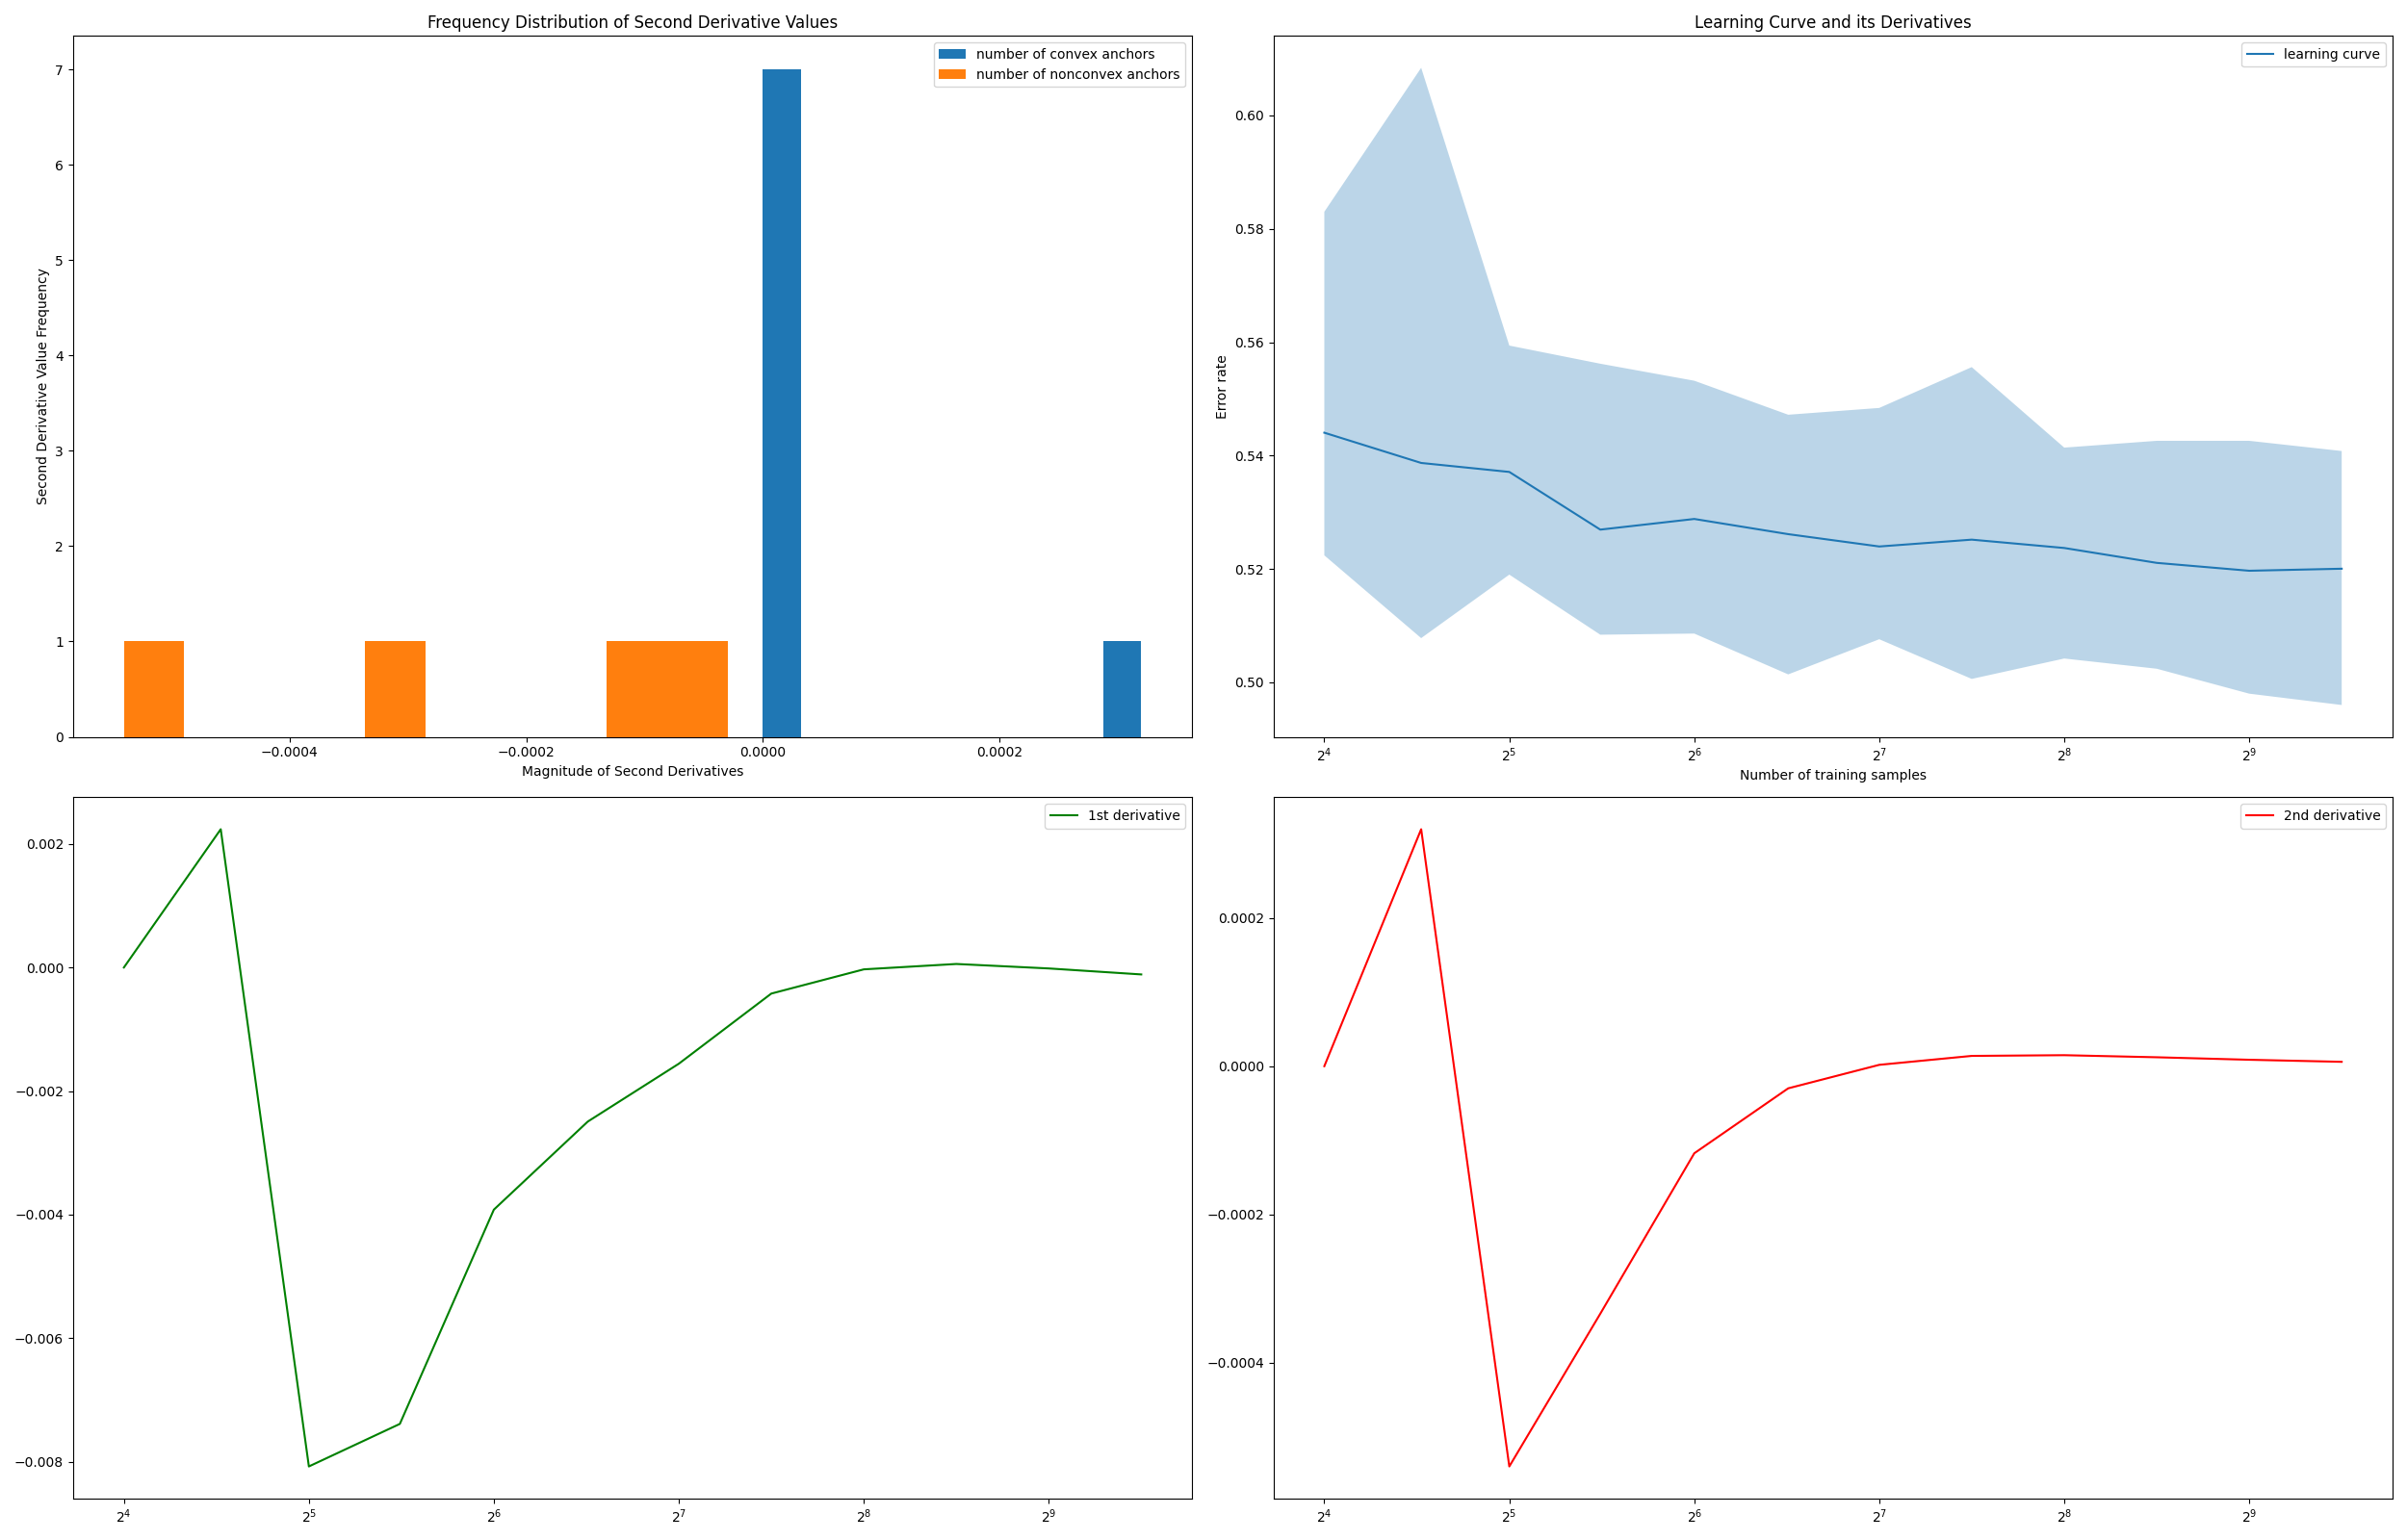 Frequency Distribution of Second Derivative Values
number of convex anchors
number of nonconvex anchors
Second Derivative Value Frequency
7
6
5
4
3
2
1
0
−0.0004 −0.0002 0.0000 0.0002
Magnitude of Second Derivatives
Learning Curve and its Derivatives
learning curve
Error rate
0.60
0.58
0.56
0.54
0.52
0.50
2⁴ 2⁵ 2⁶ 2⁷ 2⁸ 2⁹
Number of training samples
1st derivative
0.002
0.000
−0.002
−0.004
−0.006
−0.008
2⁴ 2⁵ 2⁶ 2⁷ 2⁸ 2⁹
2nd derivative
0.0002
0.0000
−0.0002
−0.0004
2⁴ 2⁵ 2⁶ 2⁷ 2⁸ 2⁹